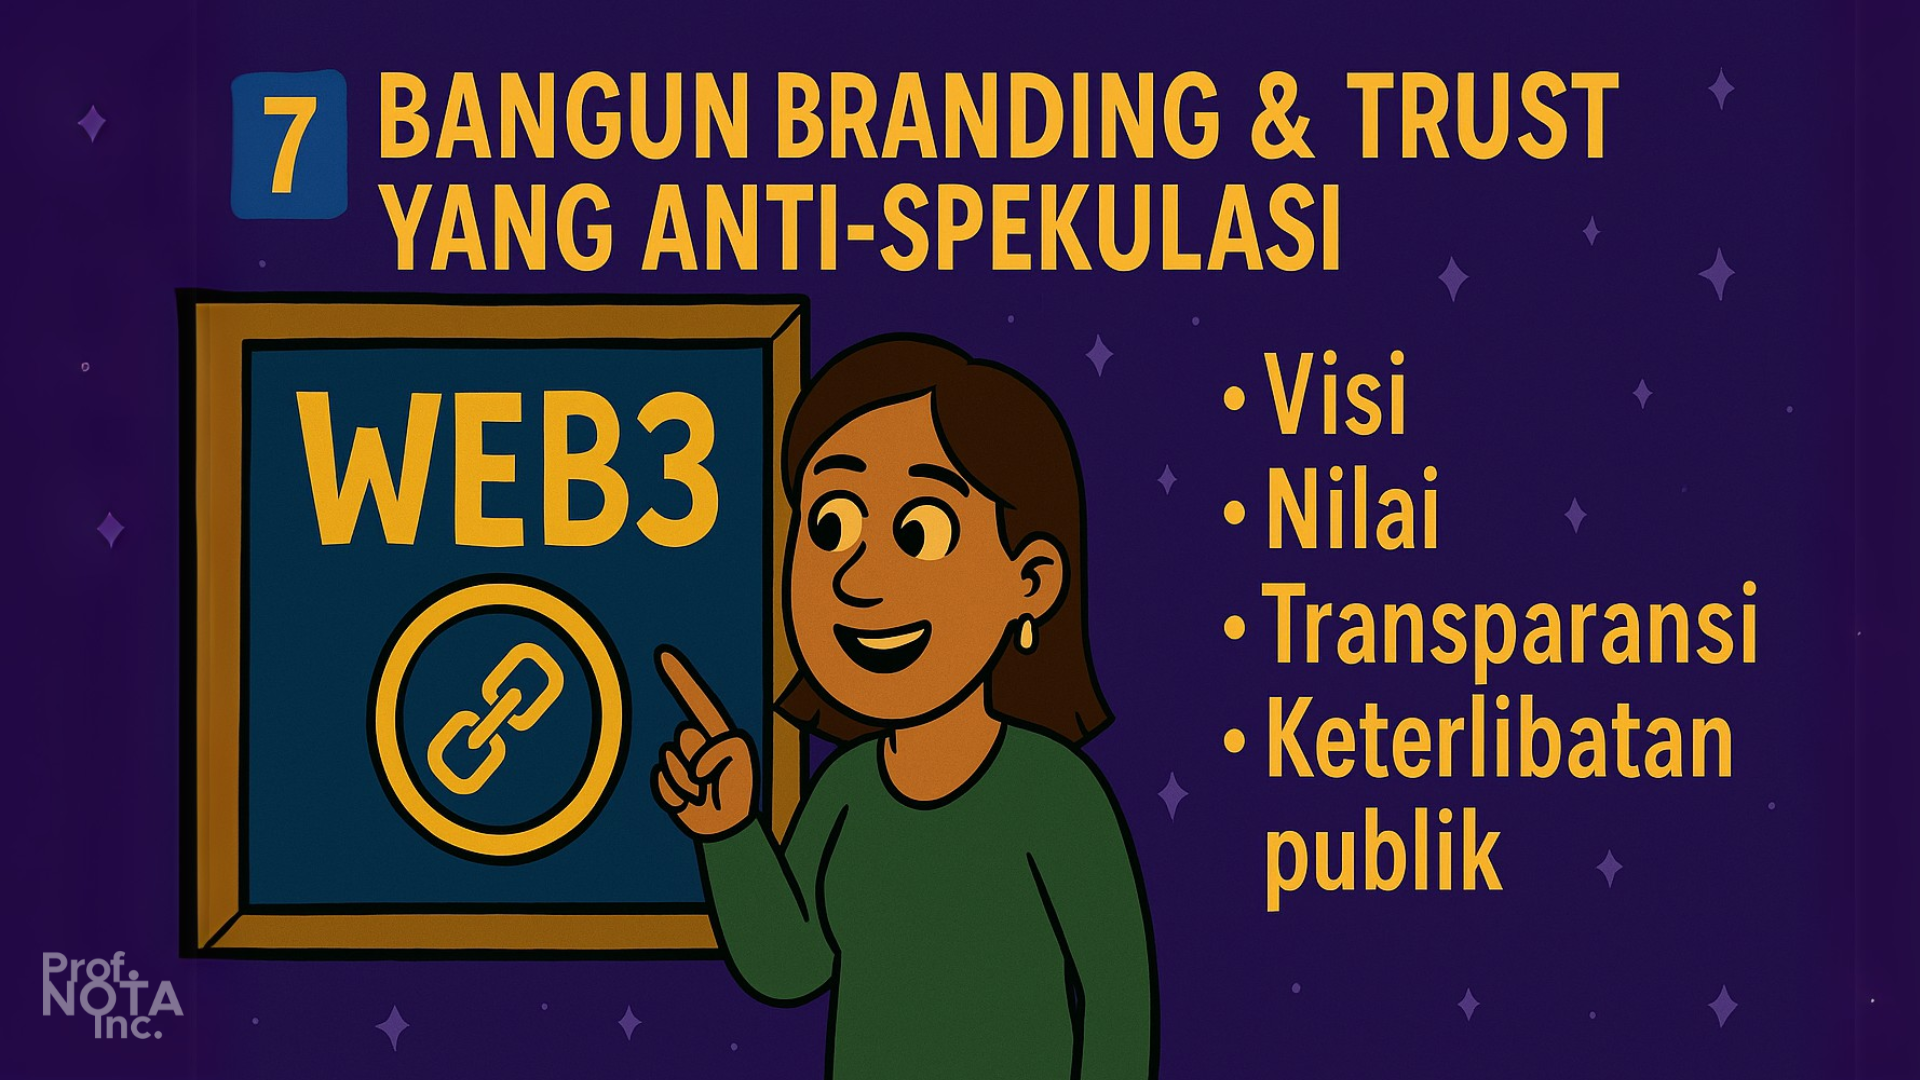 7 BANGUN BRANDING & TRUST
YANG ANTI-SPEKULASI
WEB3
• Visi
• Nilai
• Transparansi
• Keterlibatan
publik
Prof.
NOTA
Inc.